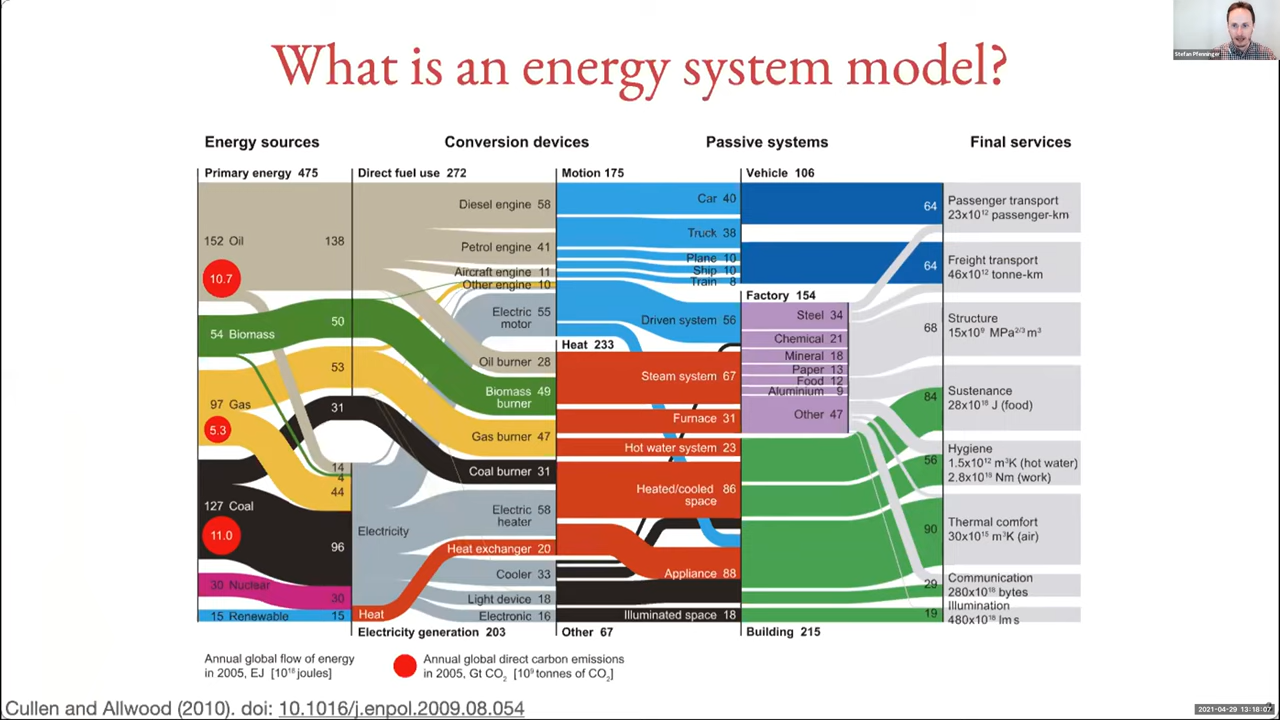 Stefan Pfenninger
What is an energy system model?
Energy sources
Conversion devices
Passive systems
Final services
Primary energy 475
Direct fuel use 272
Motion 175
Vehicle 106
152 Oil
138
10.7
54 Biomass
50
53
97 Gas
5.3
31
14
4
44
127 Coal
11.0
96
30 Nuclear
30
15 Renewable
15
Diesel engine 58
Petrol engine 41
Aircraft engine 11
Other engine 10
Electric 55
motor
Oil burner 28
Biomass 49
burner
Gas burner 47
Coal burner 31
Electricity
Electric 58
heater
Heat exchanger 20
Cooler 33
Light device 18
Electronic 16
Heat
Electricity generation 203
Car 40
Truck 38
Plane 10
Ship 10
Train 8
Driven system 56
Heat 233
Steam system 67
Furnace 31
Hot water system 23
Heated/cooled 86
space
Appliance 88
Illuminated space 18
Other 67
64
64
Factory 154
Steel 34
Chemical 21
Mineral 18
Paper 13
Food 12
Aluminium 9
Other 47
68
84
56
90
29
19
Building 215
Passenger transport
23x10¹² passenger-km
Freight transport
46x10¹² tonne-km
Structure
15x10⁹ MPa²ᐟ³m³
Sustenance
28x10¹⁸ J (food)
Hygiene
1.5x10¹² m³K (hot water)
2.8x10¹⁸ Nm (work)
Thermal comfort
30x10¹⁵ m³K (air)
Communication
280x10¹⁸ bytes
Illumination
480x10¹⁸ lm s
Annual global flow of energy
in 2005, EJ [10¹⁸ joules]
Annual global direct carbon emissions
in 2005, Gt CO₂ [10⁹ tonnes of CO₂]
Cullen and Allwood (2010). doi: 10.1016/j.enpol.2009.08.054
2021-04-29 13:18:07